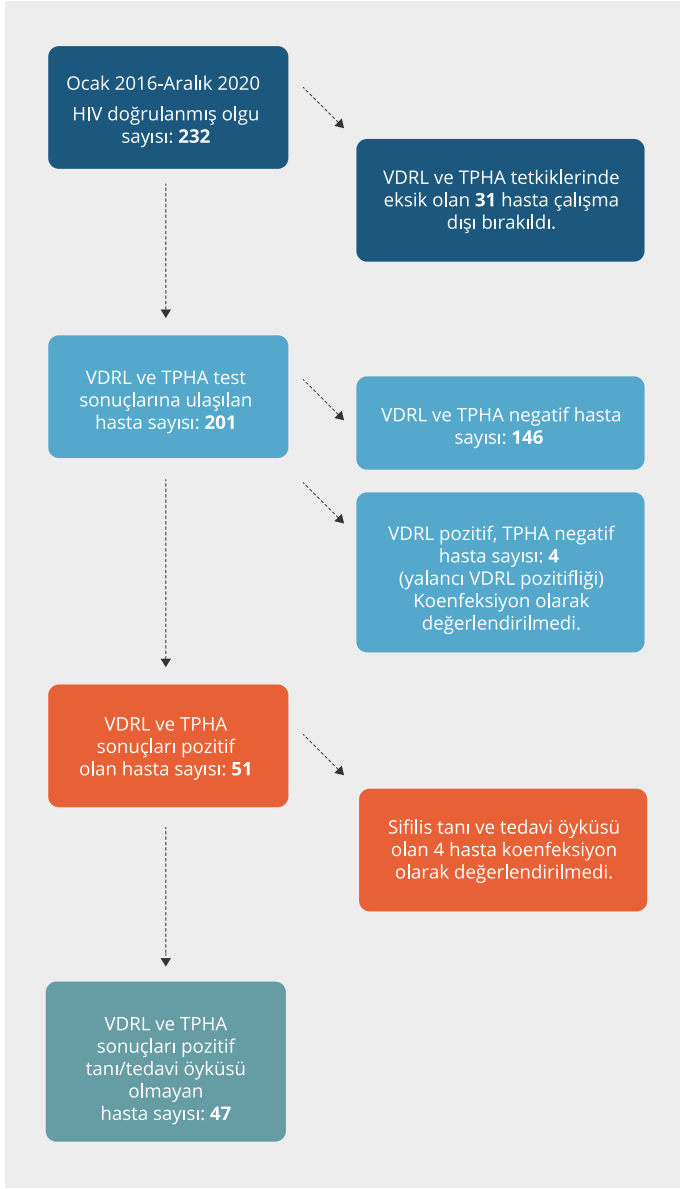 Ocak 2016-Aralık 2020
HIV doğrulanmış olgu
sayısı: 232
VDRL ve TPHA tetkiklerinde
eksik olan 31 hasta çalışma
dışı bırakıldı.
VDRL ve TPHA test
sonuçlarına ulaşılan
hasta sayısı: 201
VDRL ve TPHA negatif hasta
sayısı: 146
VDRL pozitif, TPHA negatif
hasta sayısı: 4
(yalancı VDRL pozitifliği)
Koenfeksiyon olarak
değerlendirilmedi.
VDRL ve TPHA
sonuçları pozitif
olan hasta sayısı: 51
Sifilis tanı ve tedavi öyküsü
olan 4 hasta koenfeksiyon
olarak değerlendirilmedi.
VDRL ve TPHA
sonuçları pozitif
tanı/tedavi öyküsü
olmayan
hasta sayısı: 47